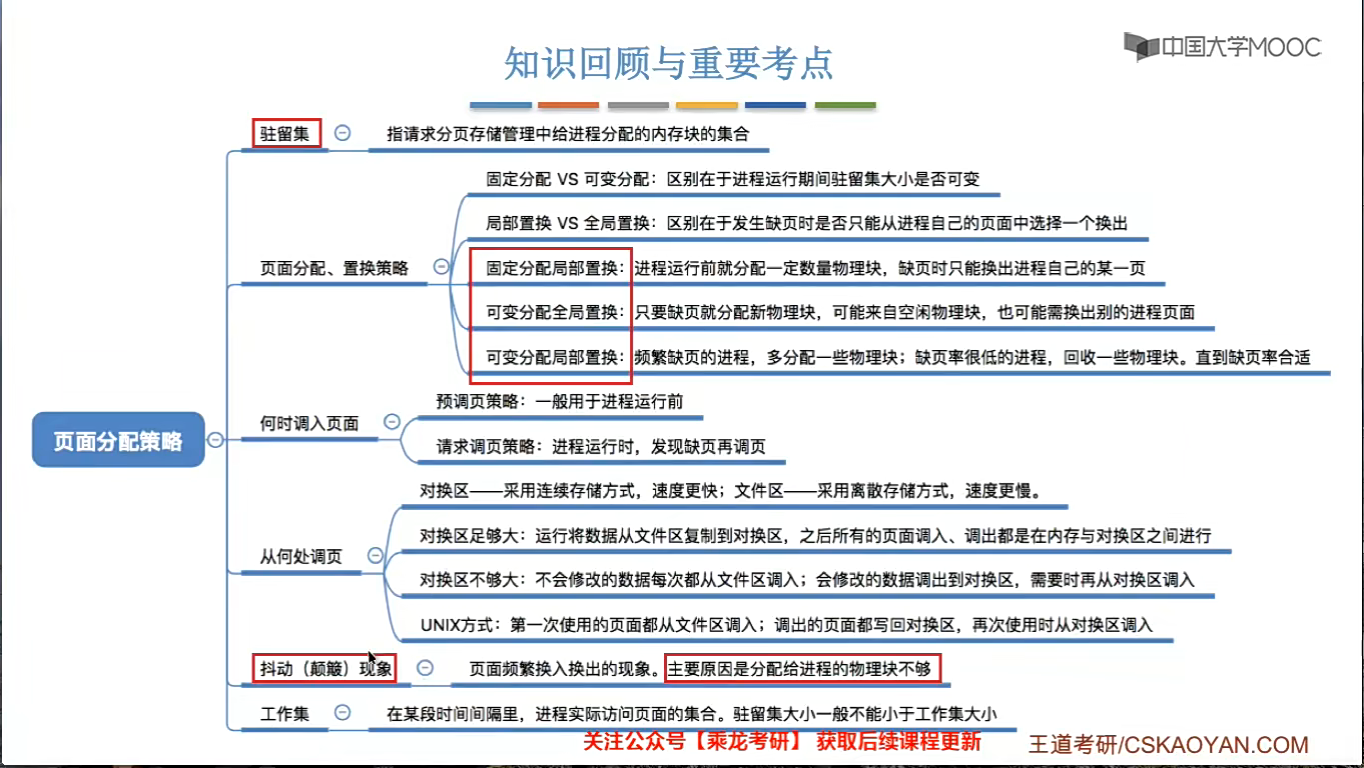 知识回顾与重要考点
中国大学MOOC
驻留集
指请求分页存储管理中给进程分配的内存块的集合
固定分配 VS 可变分配：区别在于进程运行期间驻留集大小是否可变
局部置换 VS 全局置换：区别在于发生缺页时是否只能从进程自己的页面中选择一个换出
页面分配、置换策略
固定分配局部置换：进程运行前就分配一定数量物理块，缺页时只能换出进程自己的某一页
可变分配全局置换：只要缺页就分配新物理块，可能来自空闲物理块，也可能需换出别的进程页面
可变分配局部置换：频繁缺页的进程，多分配一些物理块；缺页率很低的进程，回收一些物理块。直到缺页率合适
页面分配策略
何时调入页面
预调页策略：一般用于进程运行前
请求调页策略：进程运行时，发现缺页再调页
从何处调页
对换区——采用连续存储方式，速度更快；文件区——采用离散存储方式，速度更慢。
对换区足够大：运行将数据从文件区复制到对换区，之后所有的页面调入、调出都是在内存与对换区之间进行
对换区不够大：不会修改的数据每次都从文件区调入；会修改的数据调出到对换区，需要时再从对换区调入
UNIX方式：第一次使用的页面都从文件区调入；调出的页面都写回对换区，再次使用时从对换区调入
抖动（颠簸）现象
页面频繁换入换出的现象。主要原因是分配给进程的物理块不够
工作集
在某段时间间隔里，进程实际访问页面的集合。驻留集大小一般不能小于工作集大小
关注公众号【乘龙考研】 获取后续课程更新
王道考研/CSKAOYAN.COM